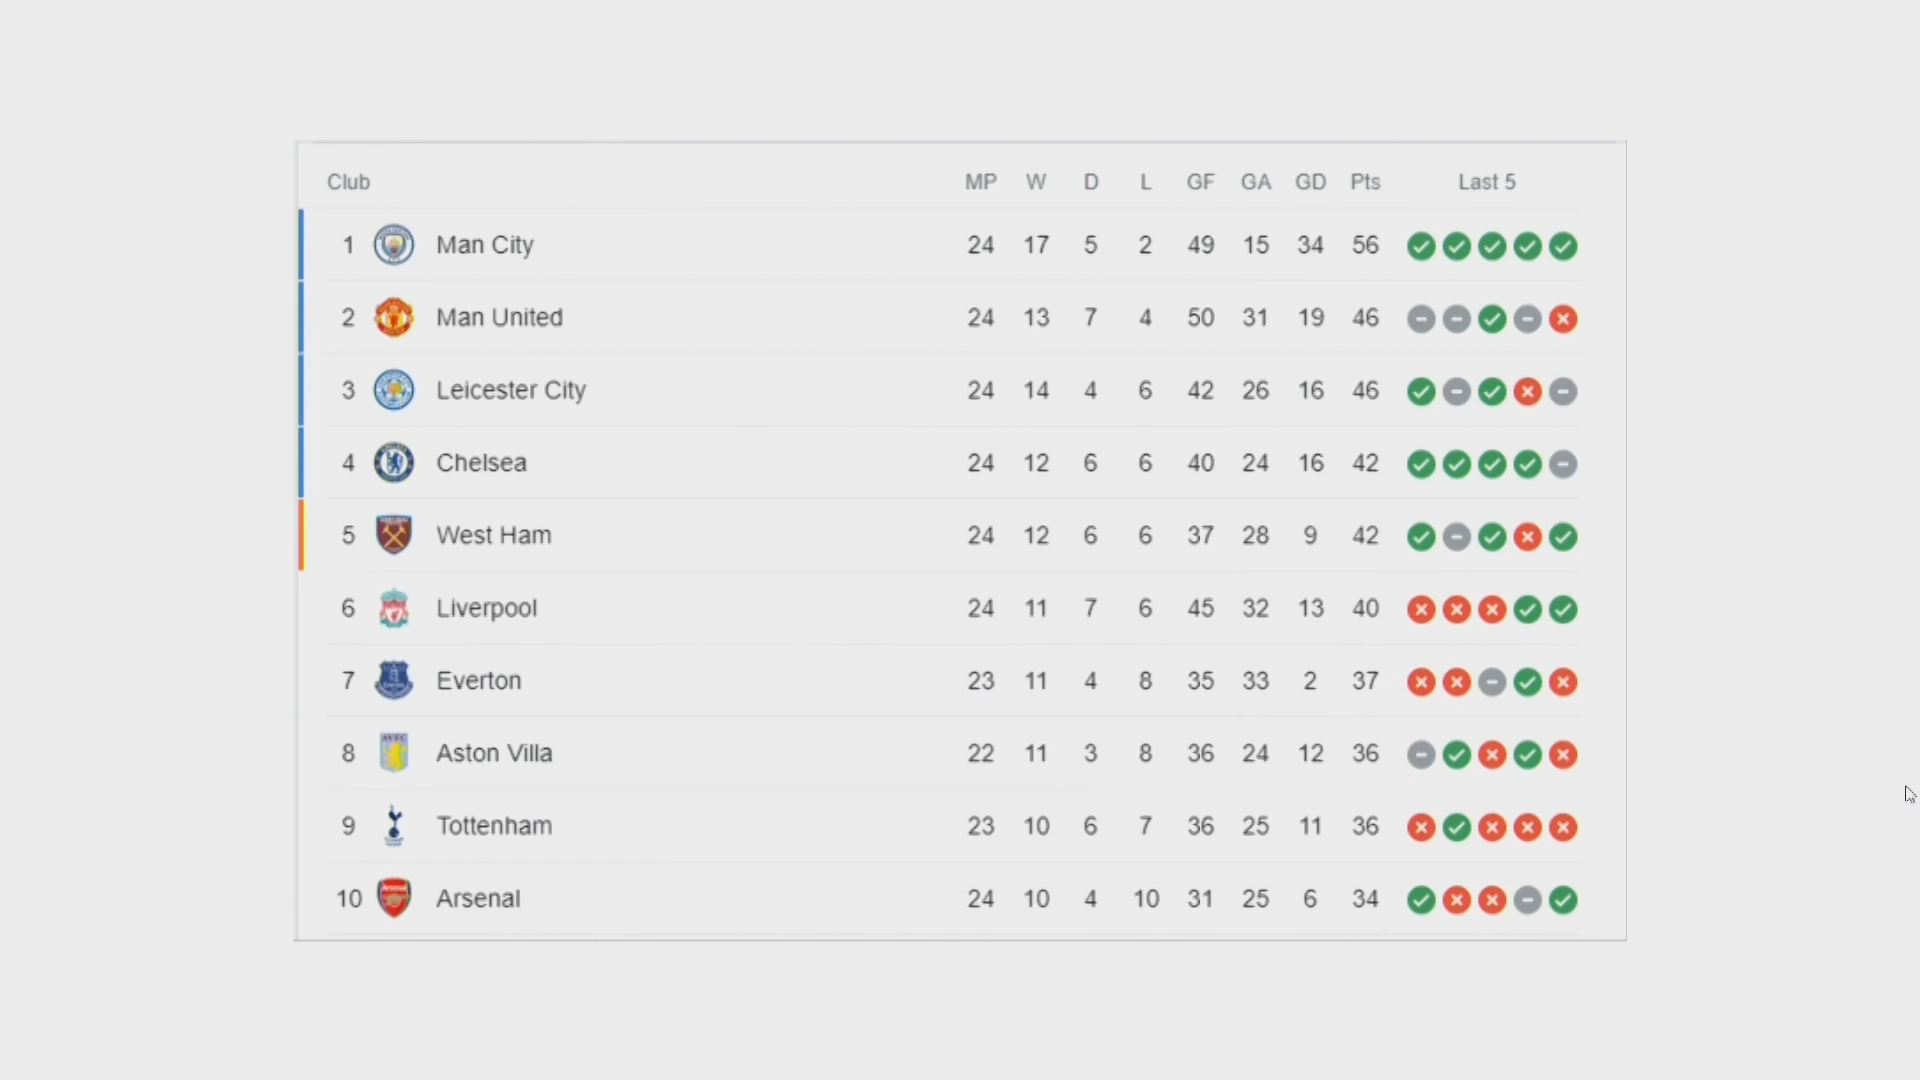 Club MP W D L GF GA GD Pts Last 5
1 Man City 24 17 5 2 49 15 34 56
2 Man United 24 13 7 4 50 31 19 46
3 Leicester City 24 14 4 6 42 26 16 46
4 Chelsea 24 12 6 6 40 24 16 42
5 West Ham 24 12 6 6 37 28 9 42
6 Liverpool 24 11 7 6 45 32 13 40
7 Everton 23 11 4 8 35 33 2 37
8 Aston Villa 22 11 3 8 36 24 12 36
9 Tottenham 23 10 6 7 36 25 11 36
10 Arsenal 24 10 4 10 31 25 6 34